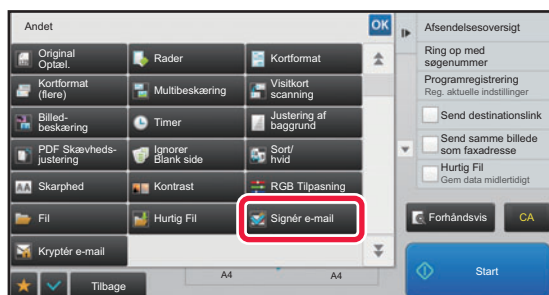 Andet
OK
Original
Optæl.
Rader
Kortformat
Kortformat
(flere)
Multibeskæring
Visitkort
scanning
Billed-
beskæring
Timer
Justering af
baggrund
PDF Skævheds-
justering
Ignorer
Blank side
Sort/
hvid
Skarphed
Kontrast
RGB Tilpasning
Fil
Hurtig Fil
Signér e-mail
Kryptér e-mail
Tilbage
A4
A4
Afsendelsesoversigt
Ring op med
søgenummer
Programregistrering
Reg. aktuelle indstillinger
Send destinationslink
Send samme billede
som faxadresse
Hurtig Fil
Gem data midlertidigt
Forhåndsvis
CA
Start